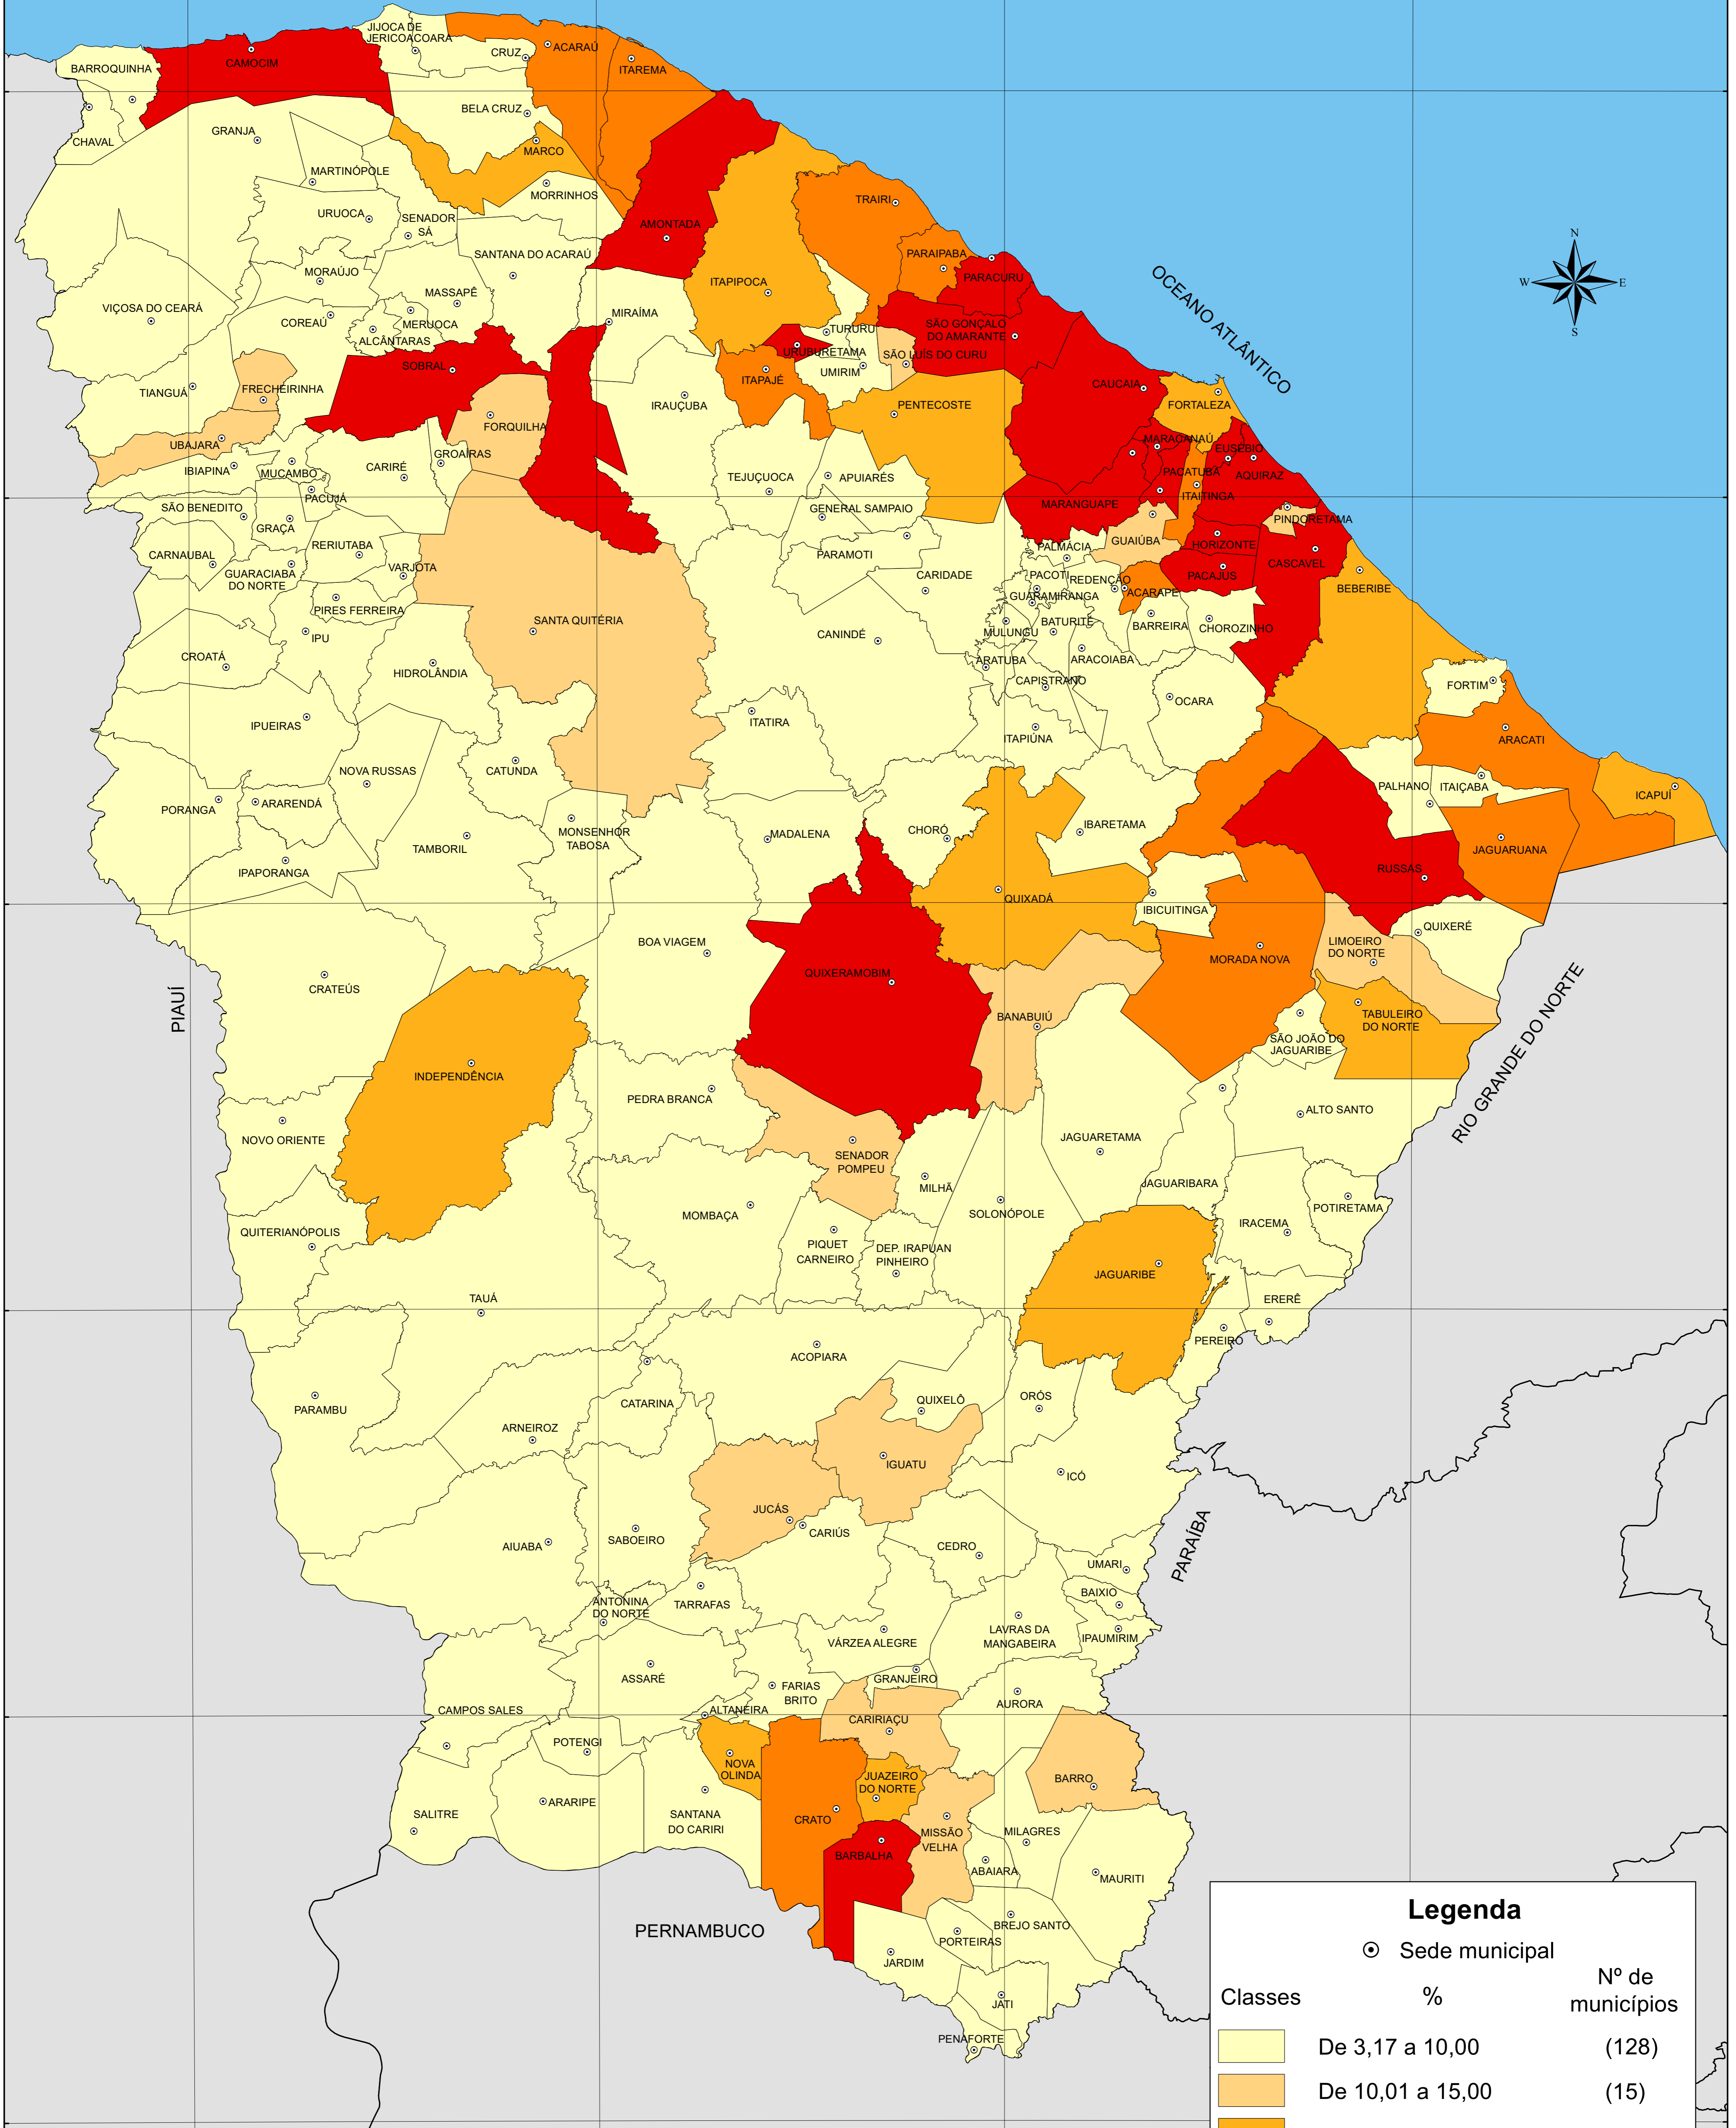 JIJOCA DE
JERICOACOARA
CRUZ
ACARAÚ
ITAREMA
BARROQUINHA
CAMOCIM
BELA CRUZ
CHAVAL
GRANJA
MARCO
MARTINÓPOLE
MORRINHOS
URUOCA
SENADOR
SÁ
AMONTADA
TRAIRI
SANTANA DO ACARAÚ
PARAIPABA
MORAÚJO
ITAPIPOCA
PARACURU
MASSAPÊ
VIÇOSA DO CEARÁ
MIRAÍMA
COREAÚ
MERUOCA
TURURU
SÃO GONÇALO
DO AMARANTE
ALCÂNTARAS
URUBURETAMA
SÃO LUÍS DO CURU
SOBRAL
UMIRIM
ITAPAJÉ
CAUCAIA
TIANGUÁ
FRECHEIRINHA
IRAUÇUBA
PENTECOSTE
FORTALEZA
FORQUILHA
UBAJARA
MARACANAÚ
EUSÉBIO
GROAÍRAS
IBIAPINA
MUCAMBO
CARIRÉ
TEJUÇUOCA
APUIARÉS
PACATUBA
AQUIRAZ
PACUJÁ
ITAITINGA
SÃO BENEDITO
GENERAL SAMPAIO
MARANGUAPE
PINDORETAMA
GRAÇA
CARNAUBAL
RERIUTABA
PARAMOTI
PALMÁCIA
GUAIÚBA
HORIZONTE
GUARACIABA
DO NORTE
VARJOTA
CARIDADE
PACOTI
REDENÇÃO
PACAJUS
CASCAVEL
PIRES FERREIRA
GUARAMIRANGA
ACARAPE
BEBERIBE
SANTA QUITÉRIA
IPU
CANINDÉ
MULUNGU
BATURITÉ
BARREIRA
CHOROZINHO
CROATÁ
HIDROLÂNDIA
ARATUBA
ARACOIABA
CAPISTRANO
FORTIM
OCARA
IPUEIRAS
ITATIRA
ITAPIÚNA
ARACATI
NOVA RUSSAS
CATUNDA
PALHANO
ITAIÇABA
ICAPUÍ
PORANGA
ARARENDÁ
MONSENHOR
TABOSA
MADALENA
CHORÓ
IBARETAMA
TAMBORIL
JAGUARUANA
IPAPORANGA
RUSSAS
QUIXADÁ
IBICUITINGA
QUIXERÉ
BOA VIAGEM
LIMOEIRO
DO NORTE
QUIXERAMOBIM
MORADA NOVA
CRATEÚS
BANABUIÚ
TABULEIRO
DO NORTE
SÃO JOÃO DO
JAGUARIBE
INDEPENDÊNCIA
PEDRA BRANCA
ALTO SANTO
NOVO ORIENTE
JAGUARETAMA
SENADOR
POMPEU
MILHÃ
JAGUARIBARA
MOMBAÇA
SOLONÓPOLE
POTIRETAMA
IRACEMA
QUITERIANÓPOLIS
PIQUET
CARNEIRO
DEP. IRAPUAN
PINHEIRO
JAGUARIBE
TAUÁ
ERERÊ
PEREIRO
ACOPIARA
PARAMBU
CATARINA
QUIXELÔ
ORÓS
ARNEIROZ
IGUATU
ICÓ
JUCÁS
CARIÚS
SABOEIRO
AIUABA
CEDRO
UMARI
BAIXIO
ANTONINA
DO NORTE
TARRAFAS
LAVRAS DA
MANGABEIRA
IPAUMIRIM
VÁRZEA ALEGRE
ASSARÉ
GRANJEIRO
FARIAS
BRITO
AURORA
CAMPOS SALES
ALTANEIRA
CARIRIAÇU
POTENGI
NOVA
OLINDA
JUAZEIRO
DO NORTE
BARRO
ARARIPE
SALITRE
SANTANA
DO CARIRI
CRATO
MISSÃO
VELHA
MILAGRES
BARBALHA
ABAIARA
MAURITI
BREJO SANTO
PORTEIRAS
JARDIM
JATI
PENAFORTE
OCEANO ATLÂNTICO
N
W
E
S
PIAUÍ
RIO GRANDE DO NORTE
PARAÍBA
PERNAMBUCO
Legenda
Sede municipal
Classes % Nº de
municípios
De 3,17 a 10,00 (128)
De 10,01 a 15,00 (15)